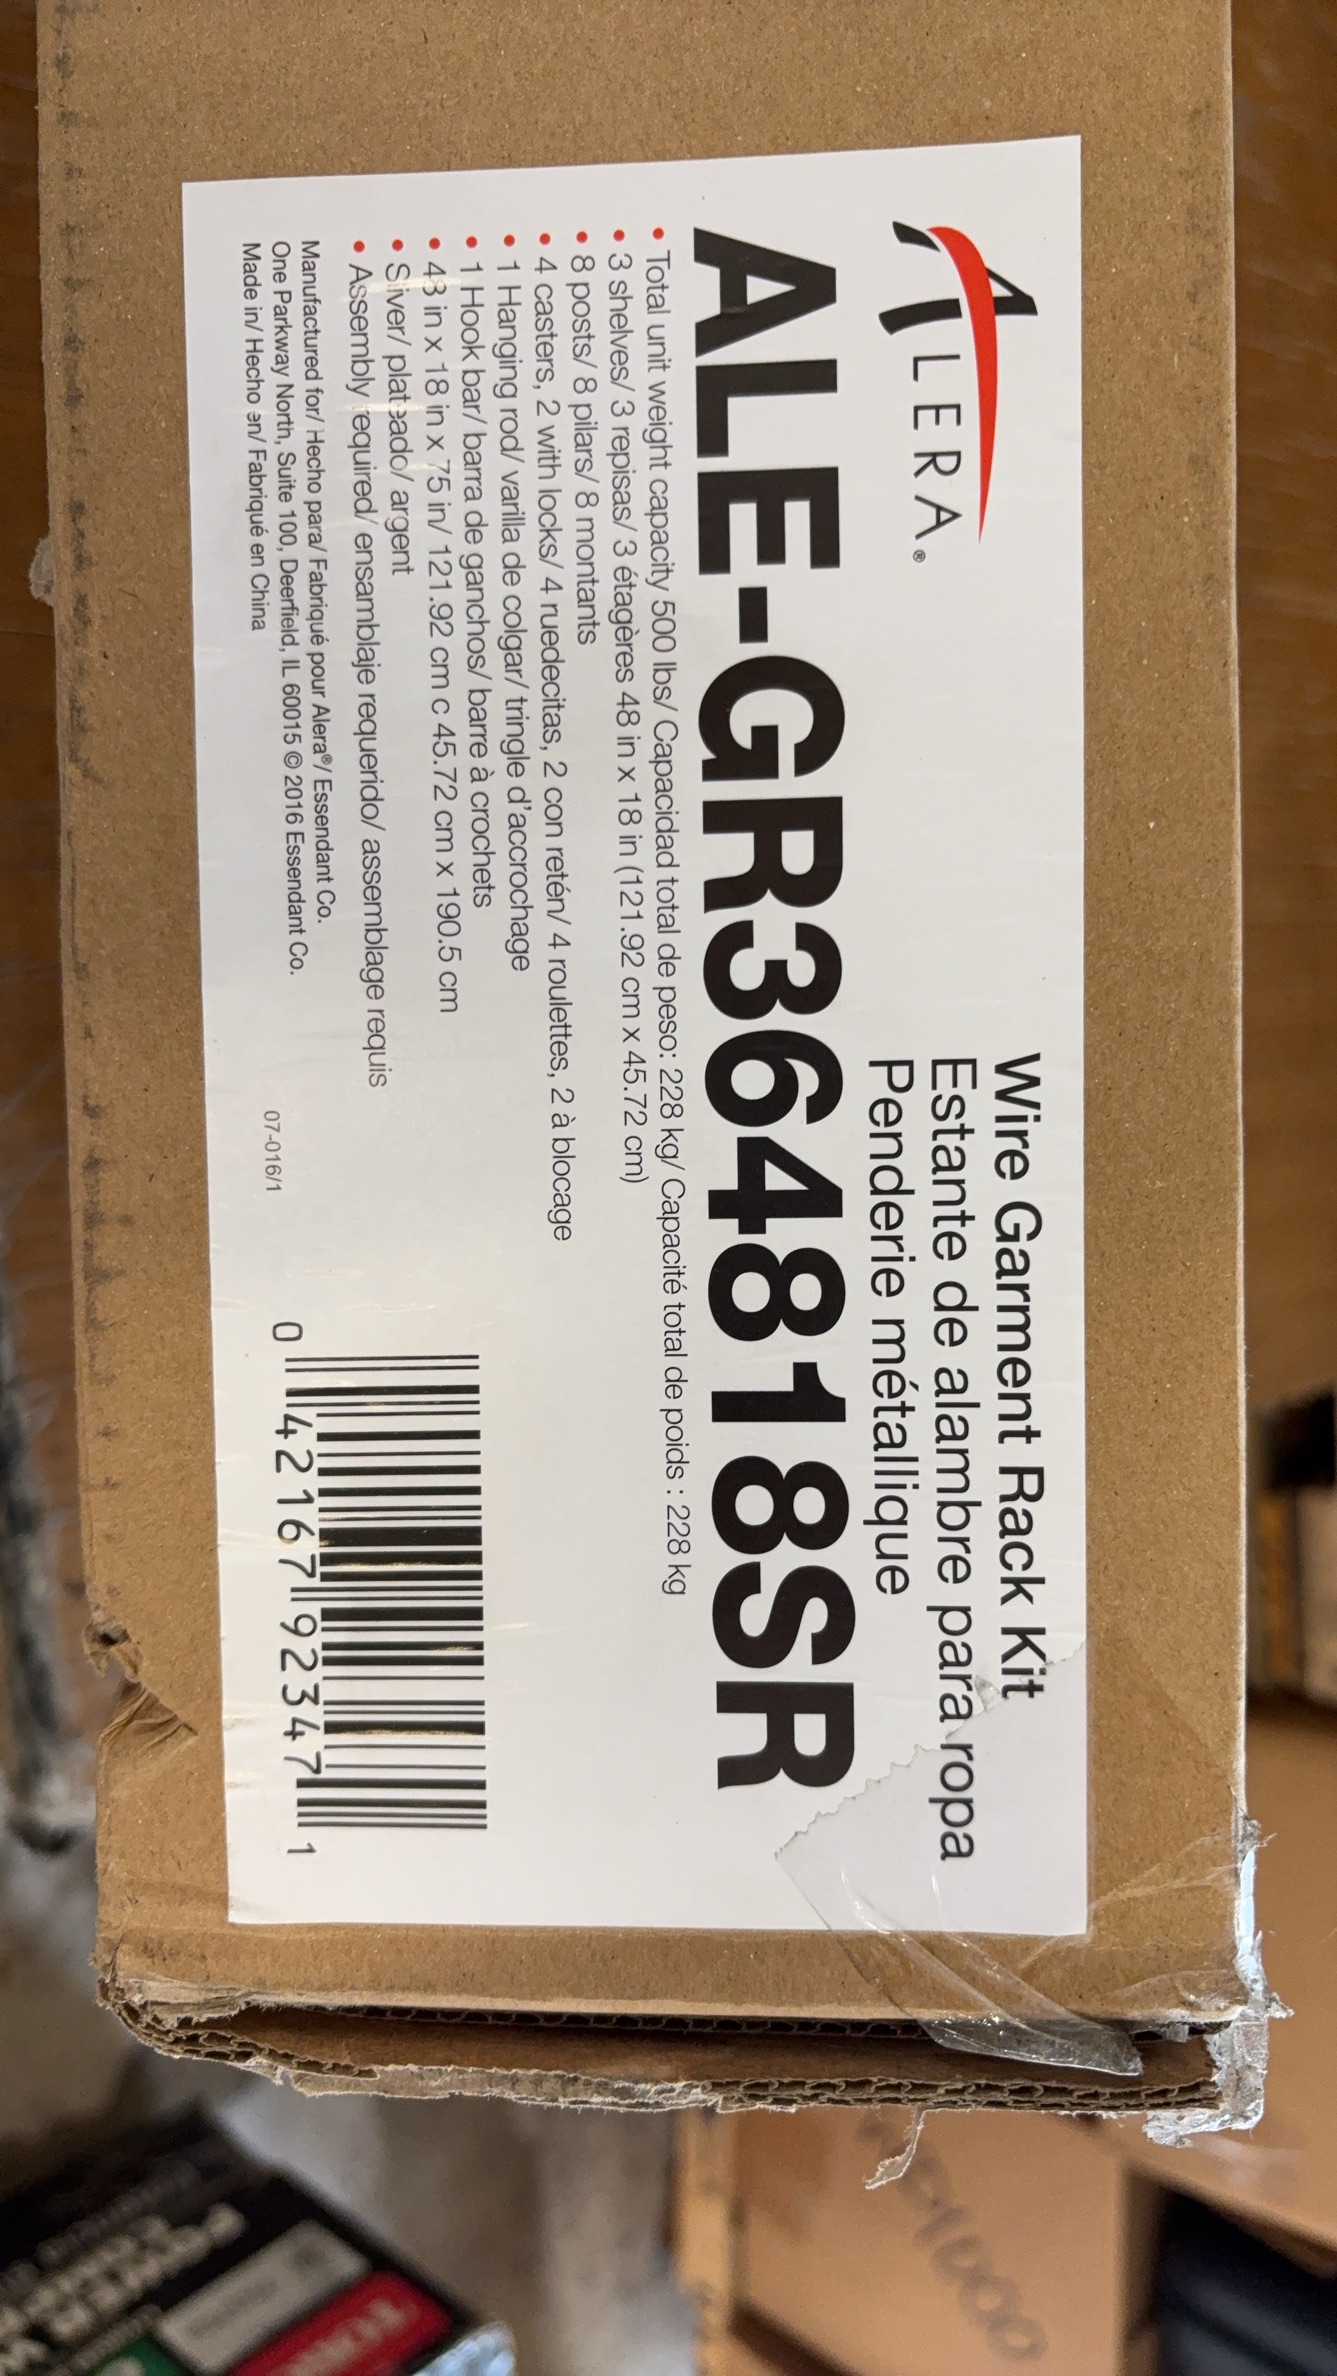 ALERA®
Wire Garment Rack Kit
Estante de alambre para ropa
Penderie métallique
ALE-GR364818SR
• Total unit weight capacity 500 lbs/ Capacidad total de peso: 228 kg/ Capacité total de poids : 228 kg
• 3 shelves/ 3 repisas/ 3 étagères 48 in x 18 in (121.92 cm x 45.72 cm)
• 8 posts/ 8 pilars/ 8 montants
• 4 casters, 2 with locks/ 4 ruedecitas, 2 con retén/ 4 roulettes, 2 à blocage
• 1 Hanging rod/ varilla de colgar/ tringle d'accrochage
• 1 Hook bar/ barra de ganchos/ barre à crochets
• 48 in x 18 in x 75 in/ 121.92 cm c 45.72 cm x 190.5 cm
• Silver/ plateado/ argent
• Assembly required/ ensamblaje requerido/ assemblage requis
Manufactured for/ Hecho para/ Fabriqué pour Alera®/ Essendant Co.
One Parkway North, Suite 100, Deerfield, IL 60015 © 2016 Essendant Co.
Made in/ Hecho en/ Fabriqué en China
07-016/1
0 42167 92347 1